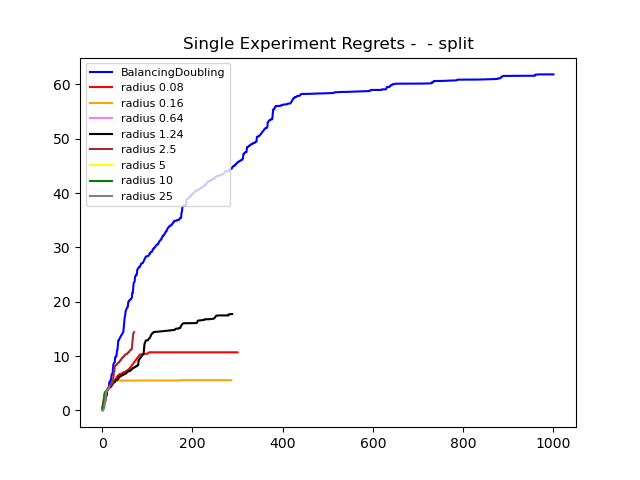 Single Experiment Regrets -  - split
BalancingDoubling
radius 0.08
radius 0.16
radius 0.64
radius 1.24
radius 2.5
radius 5
radius 10
radius 25
60
50
40
30
20
10
0
0 200 400 600 800 1000